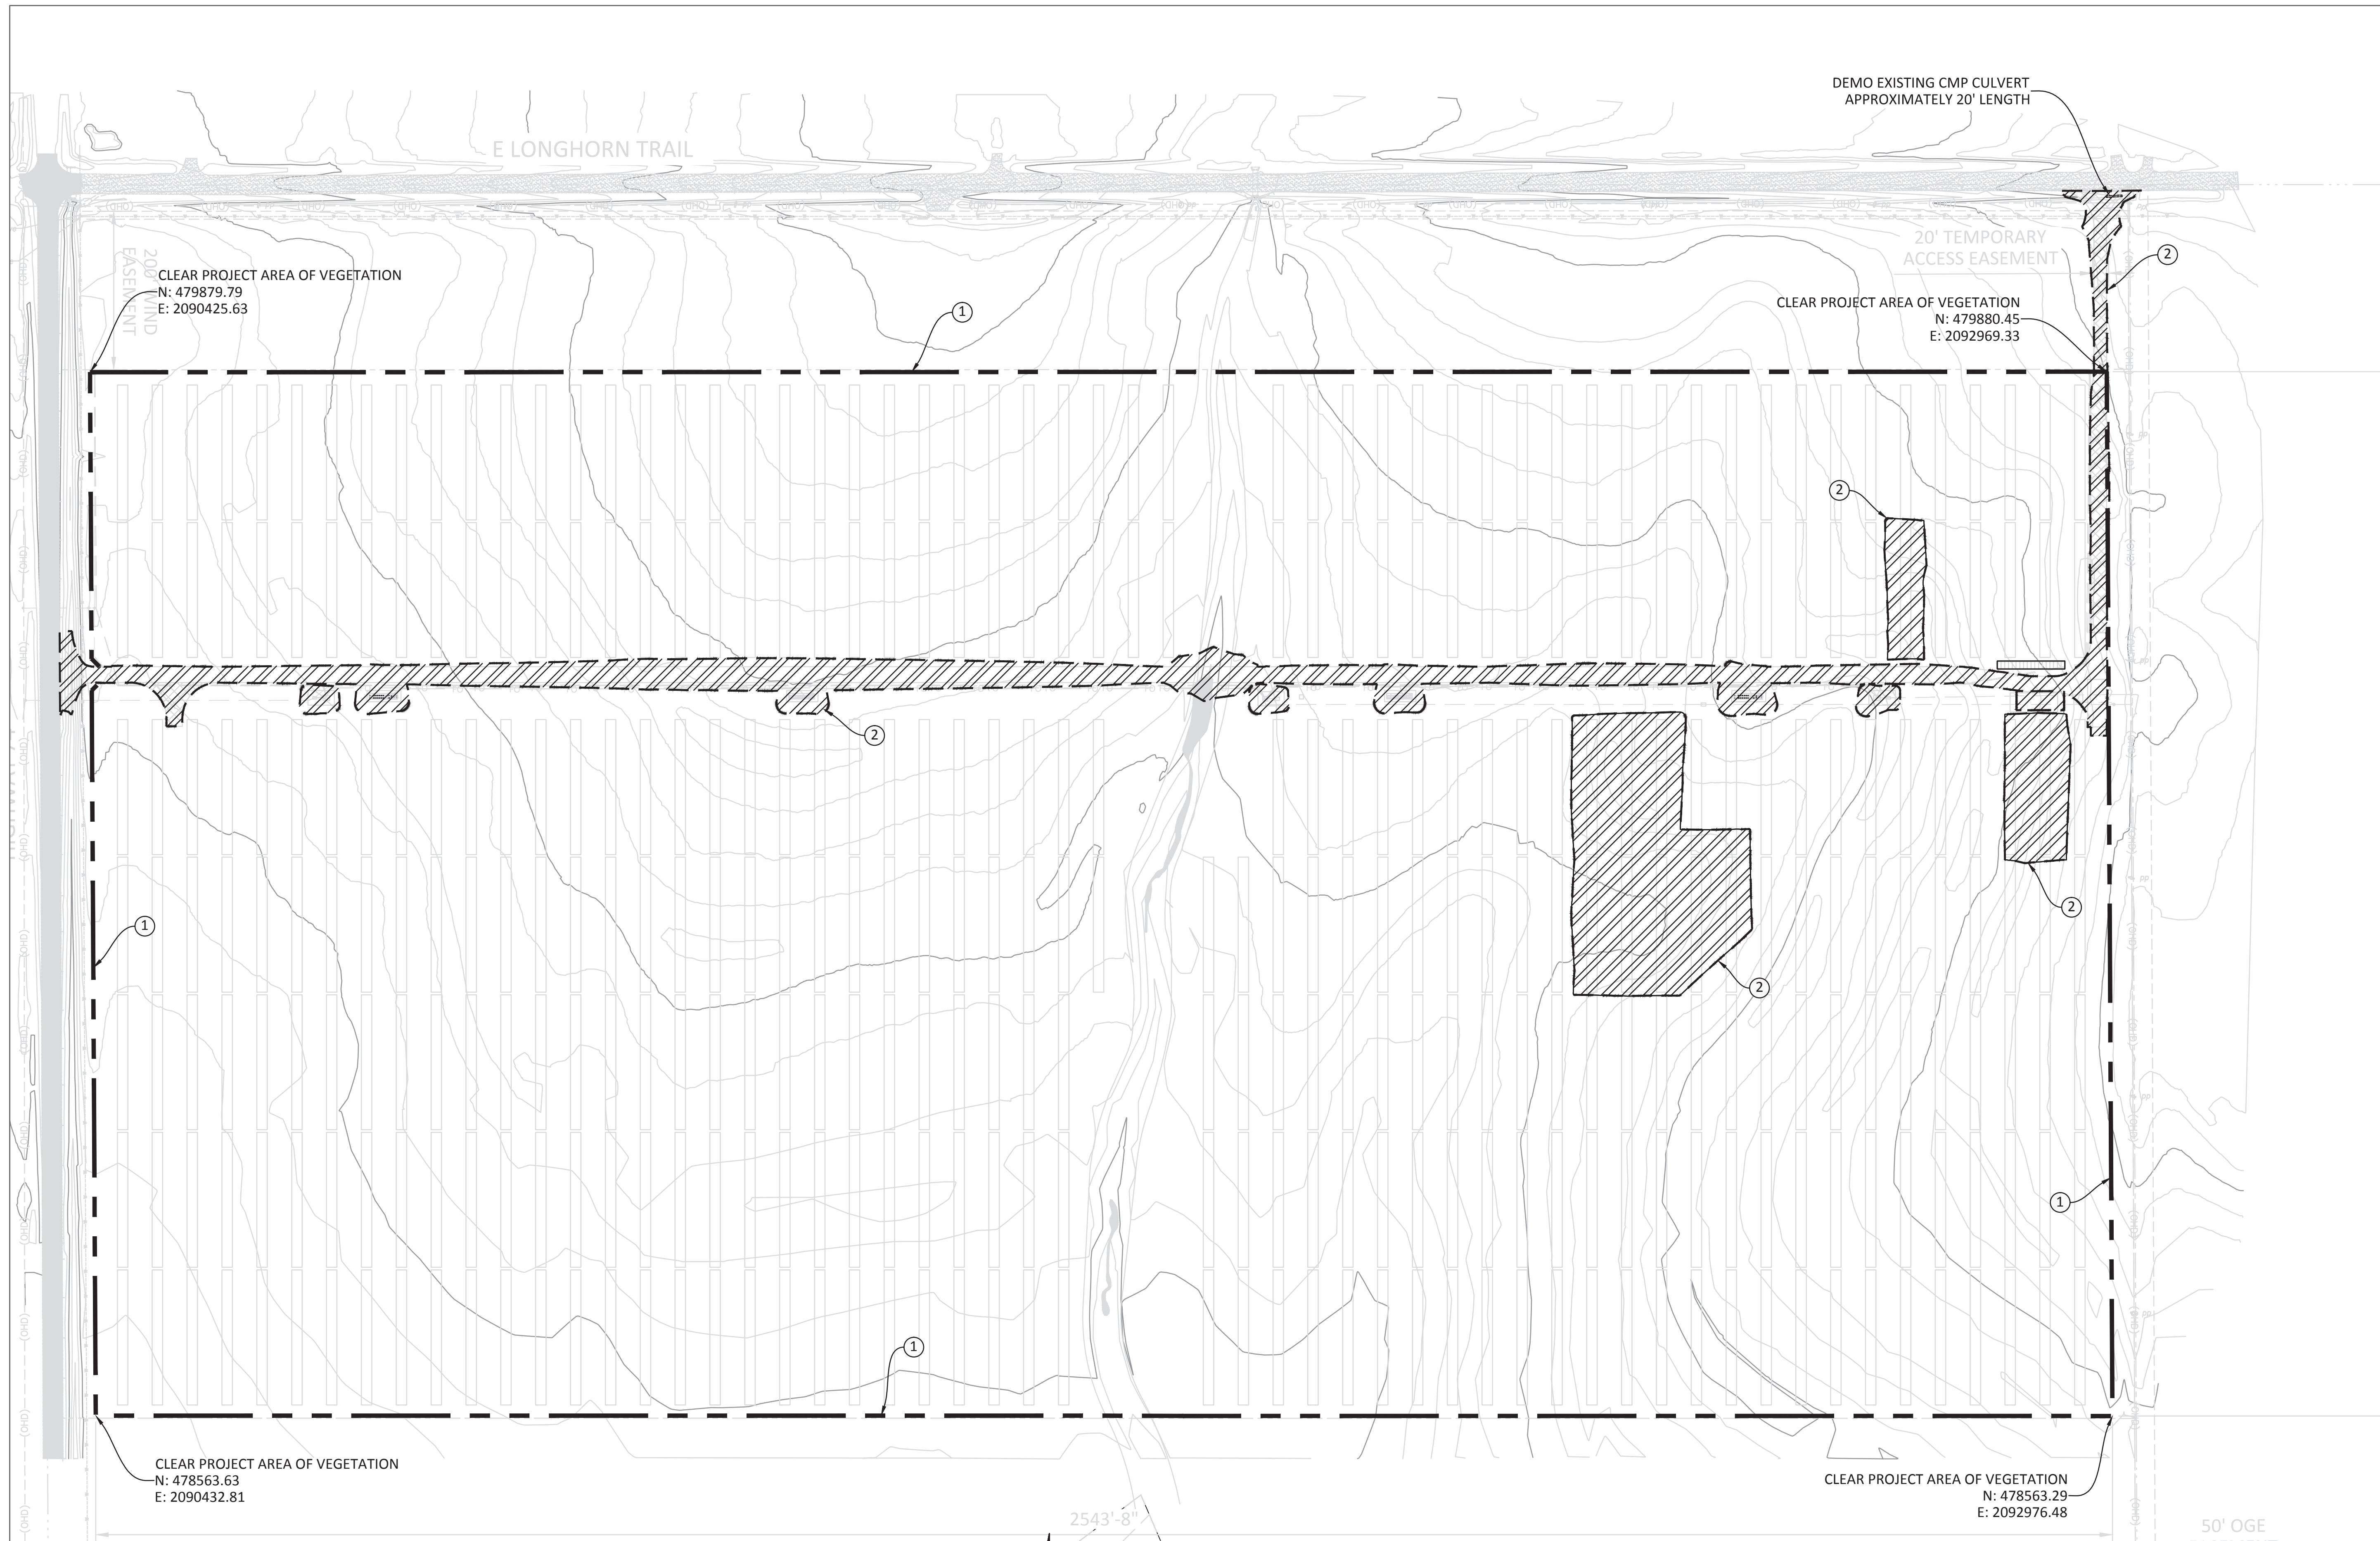 DEMO EXISTING CMP CULVERT
APPROXIMATELY 20' LENGTH
E LONGHORN TRAIL
20' TEMPORARY
ACCESS EASEMENT
2
200' WIND
EASEMENT
CLEAR PROJECT AREA OF VEGETATION
N: 479879.79
E: 2090425.63
1
CLEAR PROJECT AREA OF VEGETATION
N: 479880.45
E: 2092969.33
2
2
2
1
2
1
1
CLEAR PROJECT AREA OF VEGETATION
N: 478563.63
E: 2090432.81
CLEAR PROJECT AREA OF VEGETATION
N: 478563.29
E: 2092976.48
2543'-8"
50' OGE